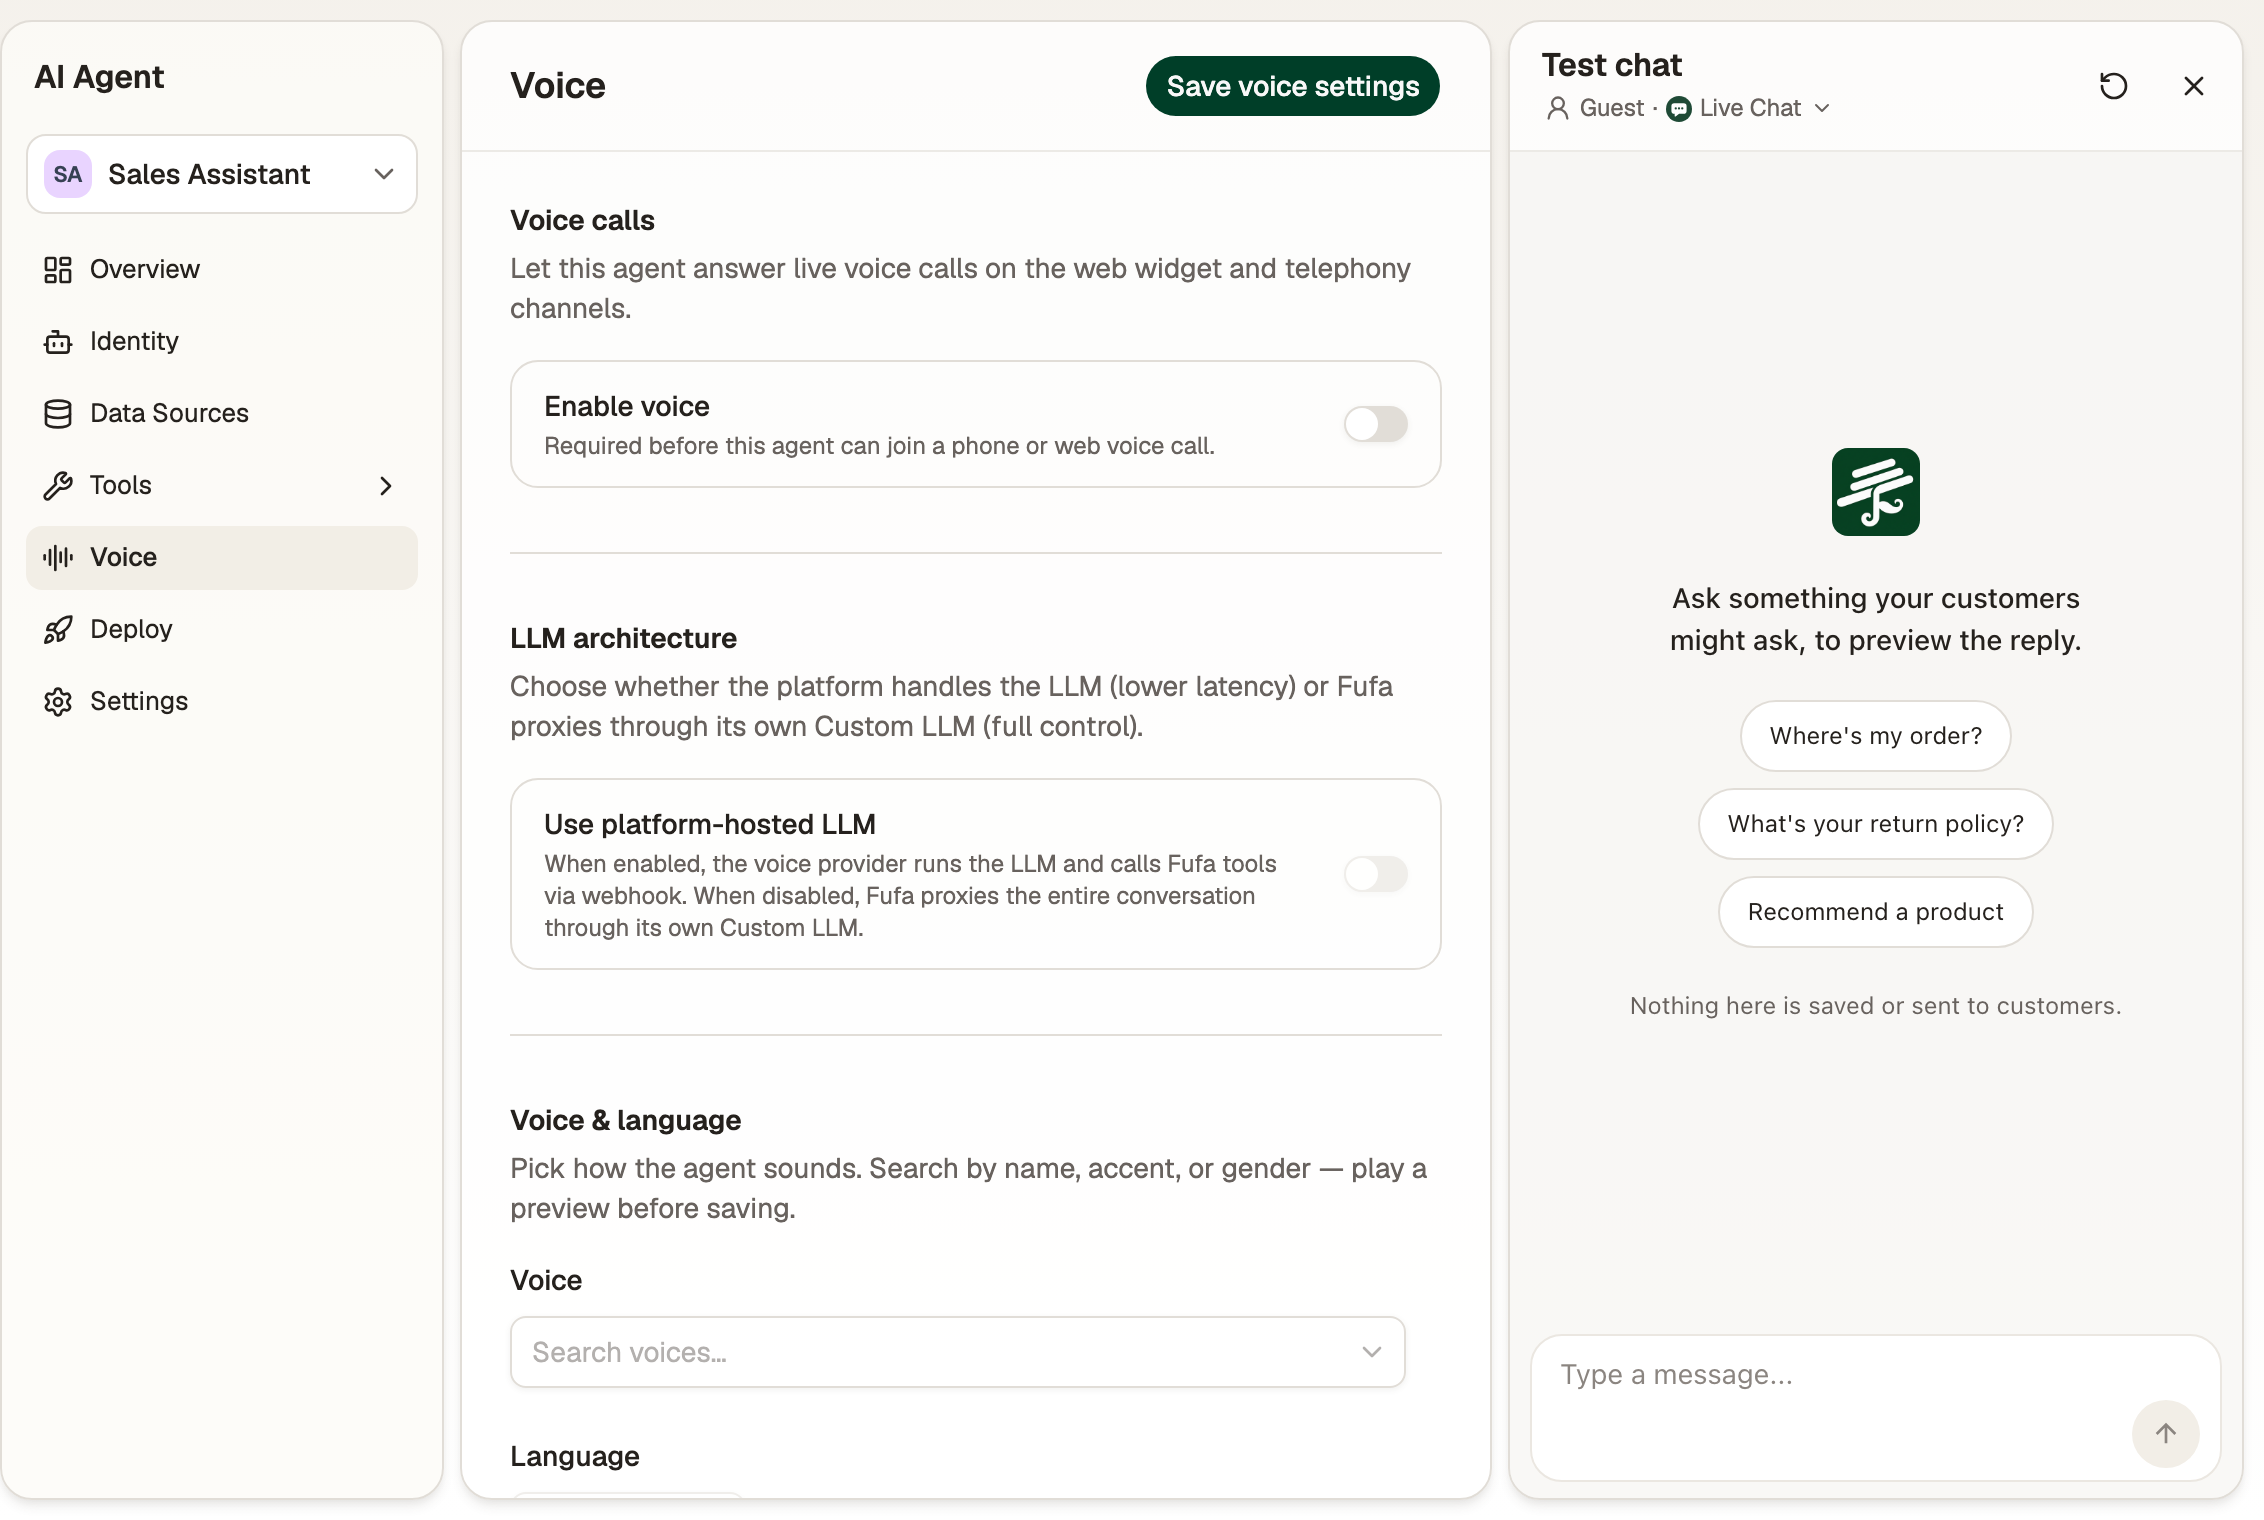 AI Agent
SA Sales Assistant
Overview
Identity
Data Sources
Tools
Voice
Deploy
Settings
Voice
Save voice settings
Voice calls
Let this agent answer live voice calls on the web widget and telephony
channels.
Enable voice
Required before this agent can join a phone or web voice call.
LLM architecture
Choose whether the platform handles the LLM (lower latency) or Fufa
proxies through its own Custom LLM (full control).
Use platform-hosted LLM
When enabled, the voice provider runs the LLM and calls Fufa tools
via webhook. When disabled, Fufa proxies the entire conversation
through its own Custom LLM.
Voice & language
Pick how the agent sounds. Search by name, accent, or gender — play a
preview before saving.
Voice
Search voices...
Language
Test chat
Guest · Live Chat
Ask something your customers
might ask, to preview the reply.
Where's my order?
What's your return policy?
Recommend a product
Nothing here is saved or sent to customers.
Type a message...